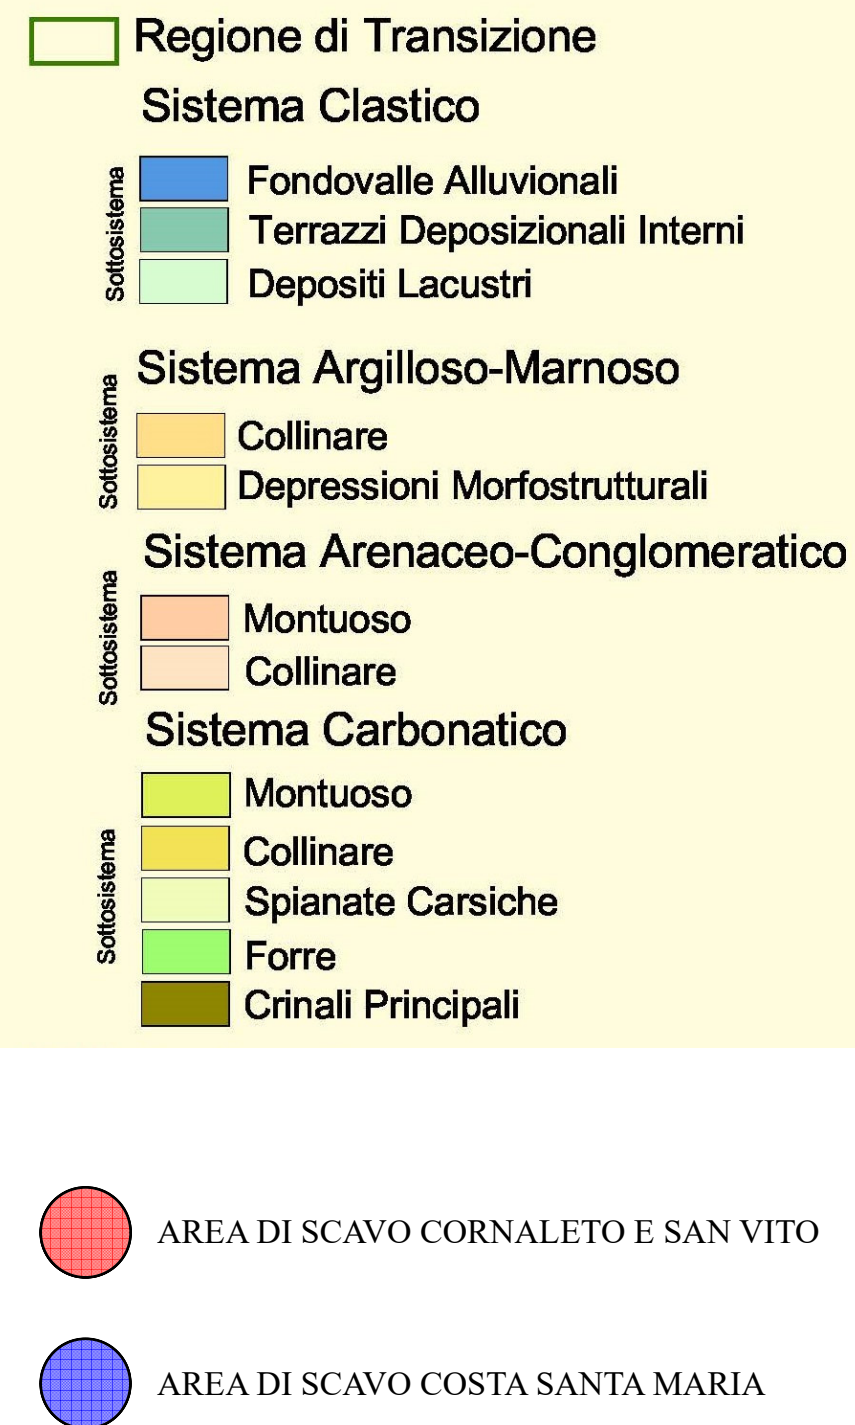 Regione di Transizione
Sistema Clastico
Sottosistema
Fondovalle Alluvionali
Terrazzi Deposizionali Interni
Depositi Lacustri
Sistema Argilloso-Marnoso
Sottosistema
Collinare
Depressioni Morfostrutturali
Sistema Arenaceo-Conglomeratico
Sottosistema
Montuoso
Collinare
Sistema Carbonatico
Sottosistema
Montuoso
Collinare
Spianate Carsiche
Forre
Crinali Principali
AREA DI SCAVO CORNALETO E SAN VITO
AREA DI SCAVO COSTA SANTA MARIA